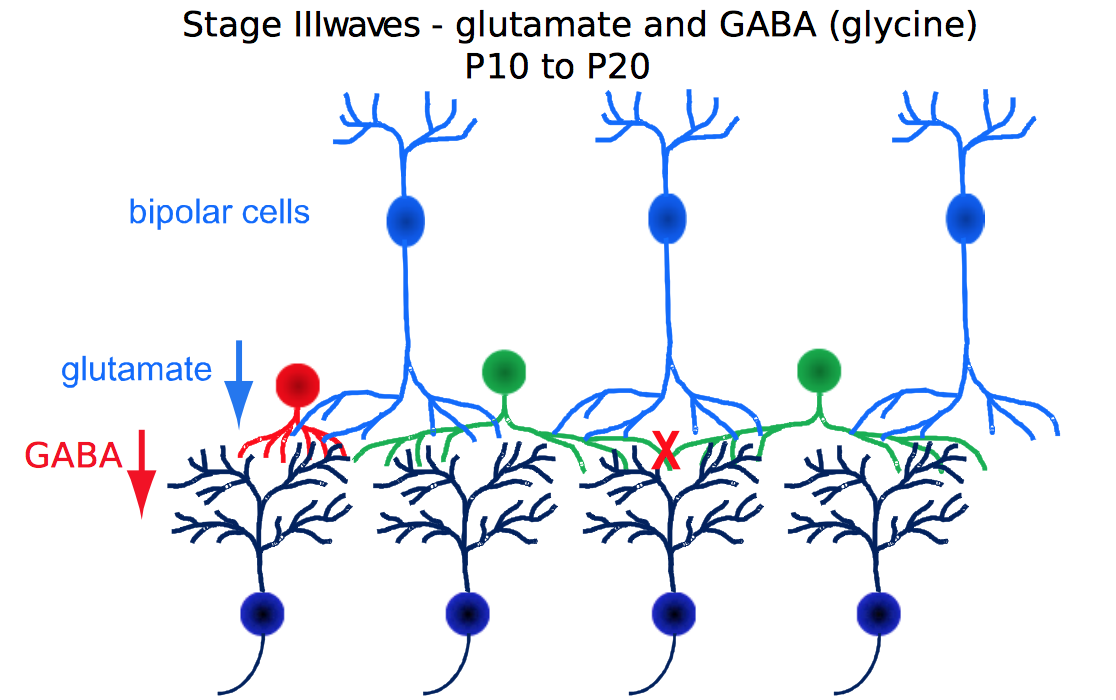 Stage IIIwaves - glutamate and GABA (glycine)
P10 to P20
bipolar cells
glutamate
GABA
X